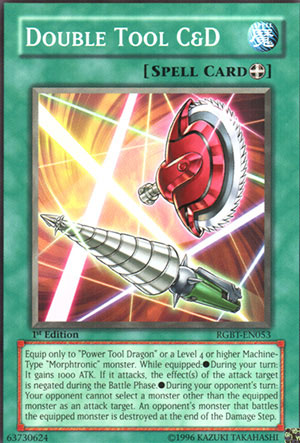 DOUBLE TOOL C&D
魔
[SPELL CARD]
1st Edition
RGBT-EN053
Equip only to "Power Tool Dragon" or a Level 4 or higher Machine-
Type "Morphtronic" monster. While equipped:●During your turn:
It gains 1000 ATK. If it attacks, the effect(s) of the attack target
is negated during the Battle Phase.●During your opponent's turn:
Your opponent cannot select a monster other than the equipped
monster as an attack target. An opponent's monster that battles
the equipped monster is destroyed at the end of the Damage Step.
63730624
©1996 KAZUKI TAKAHASHI